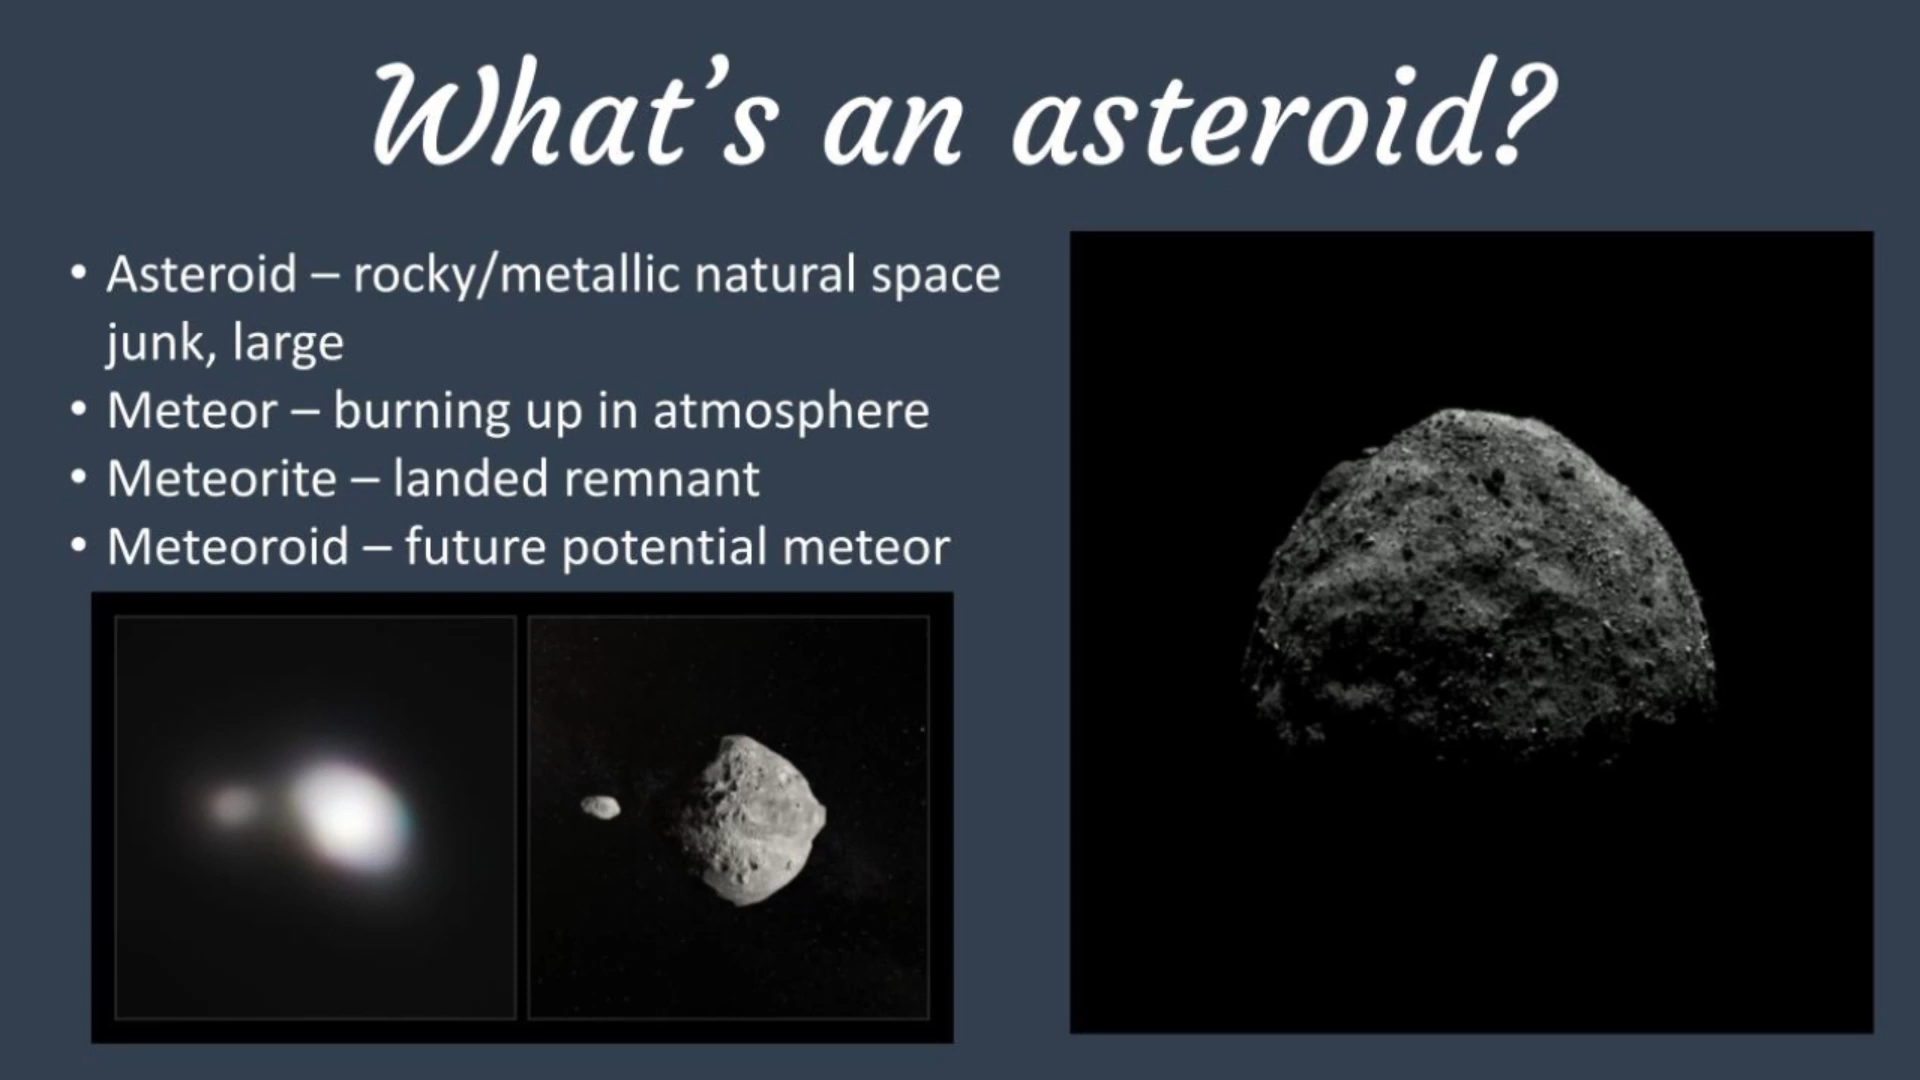 What's an asteroid?
• Asteroid – rocky/metallic natural space
junk, large
• Meteor – burning up in atmosphere
• Meteorite – landed remnant
• Meteoroid – future potential meteor